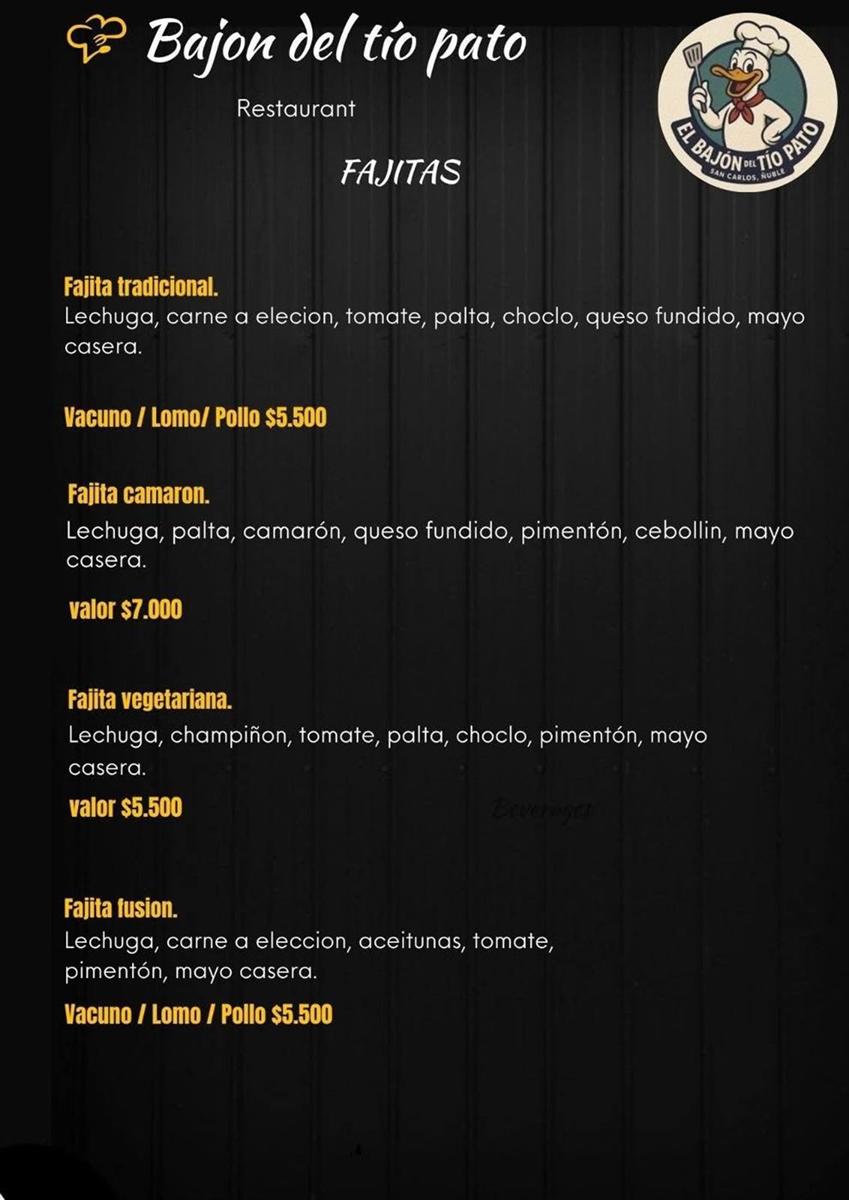 Bajon del tío pato
Restaurant
EL BAJÓN DEL TÍO PATO
SAN CARLOS, ÑUBLE
FAJITAS
Fajita tradicional.
Lechuga, carne a elecion, tomate, palta, choclo, queso fundido, mayo
casera.
Vacuno / Lomo/ Pollo $5.500
Fajita camaron.
Lechuga, palta, camarón, queso fundido, pimentón, cebollin, mayo
casera.
valor $7.000
Fajita vegetariana.
Lechuga, champiñon, tomate, palta, choclo, pimentón, mayo
casera.
valor $5.500
Beverages
Fajita fusion.
Lechuga, carne a eleccion, aceitunas, tomate,
pimentón, mayo casera.
Vacuno / Lomo / Pollo $5.500